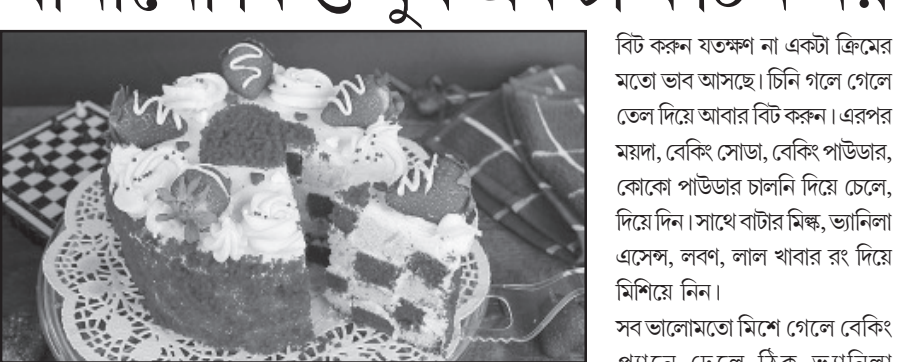 বিট করুন যতক্ষণ না একটা ক্রিমের
মতো ভাব আসছে। চিনি গলে গেলে
তেল দিয়ে আবার বিট করুন। এরপর
ময়দা, বেকিং সোডা, বেকিং পাউডার,
কোকো পাউডার চালনি দিয়ে চেলে,
দিয়ে দিন। সাথে বাটার মিল্ক, ভ্যানিলা
এসেন্স, লবণ, লাল খাবার রং দিয়ে
মিশিয়ে নিন।
সব ভালোমতো মিশে গেলে বেকিং